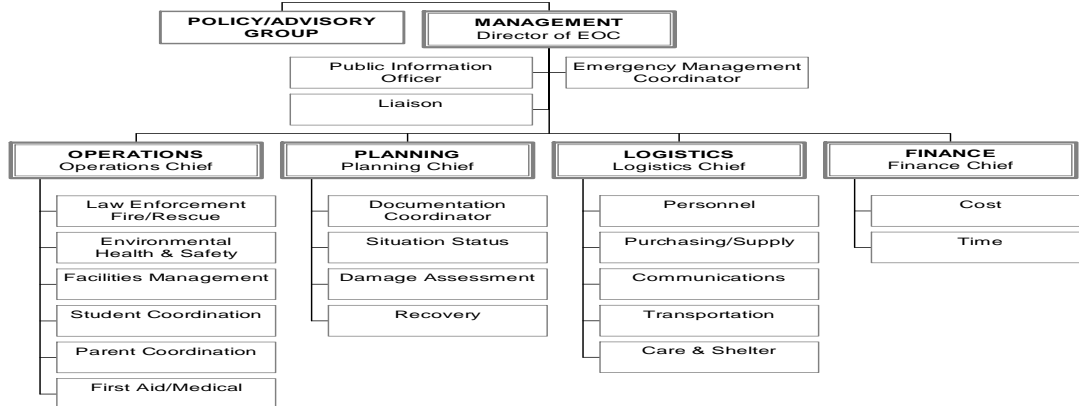 POLICY/ADVISORY
GROUP
MANAGEMENT
Director of EOC
Public Information
Officer
Emergency Management
Coordinator
Liaison
OPERATIONS
Operations Chief
Law Enforcement
Fire/Rescue
Environmental
Health & Safety
Facilities Management
Student Coordination
Parent Coordination
First Aid/Medical
PLANNING
Planning Chief
Documentation
Coordinator
Situation Status
Damage Assessment
Recovery
LOGISTICS
Logistics Chief
Personnel
Purchasing/Supply
Communications
Transportation
Care & Shelter
FINANCE
Finance Chief
Cost
Time